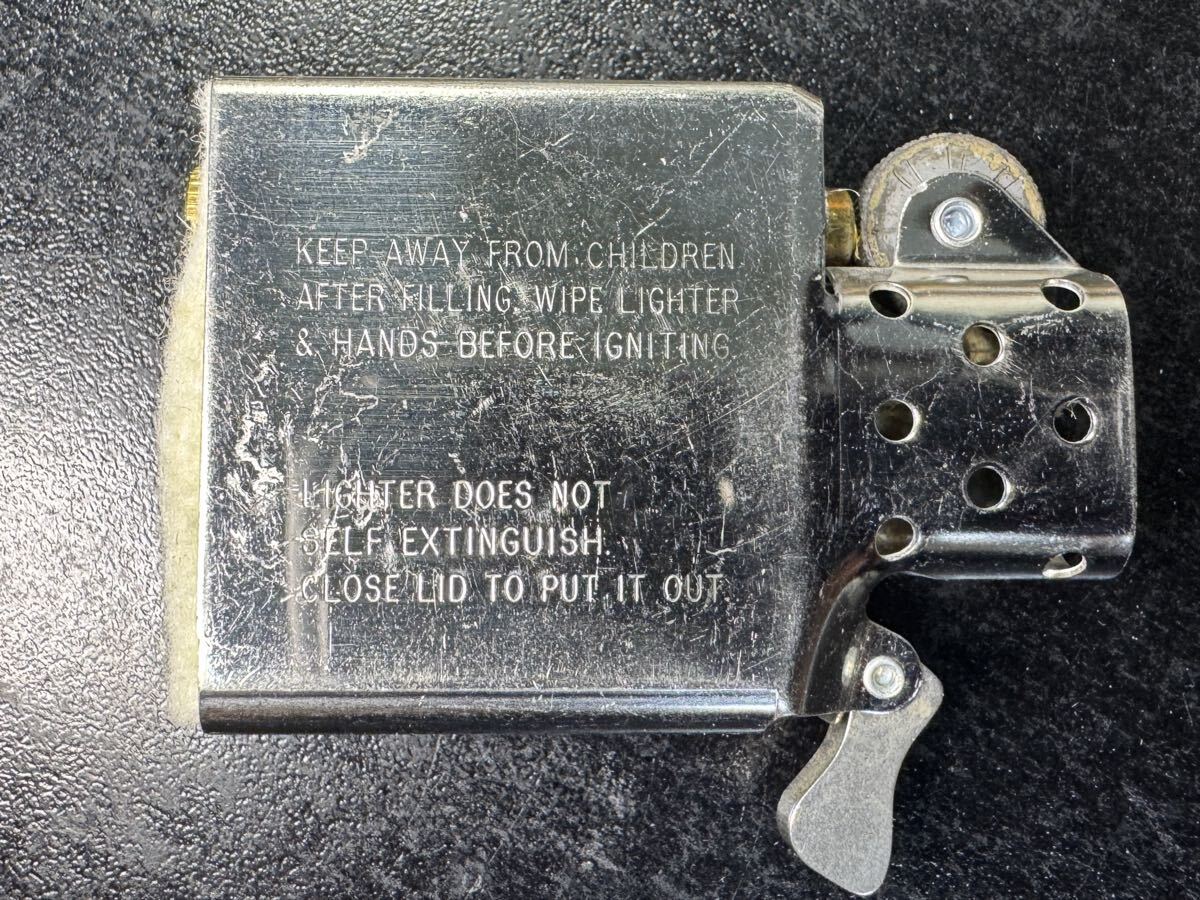 KEEP AWAY FROM CHILDREN.
AFTER FILLING, WIPE LIGHTER
& HANDS BEFORE IGNITING.
LIGHTER DOES NOT
SELF EXTINGUISH.
CLOSE LID TO PUT IT OUT.